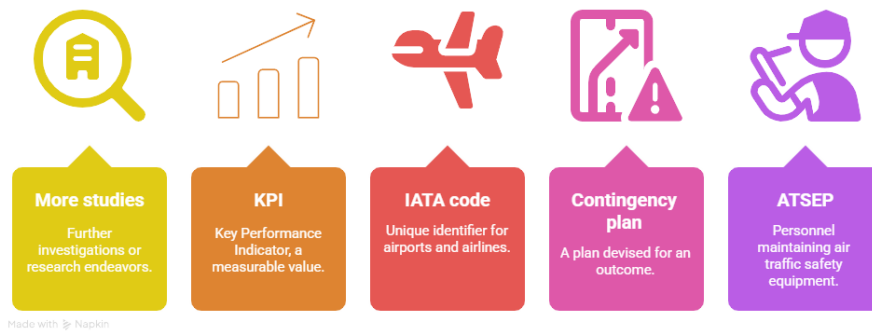 More studies
Further
investigations or
research endeavors.
KPI
Key Performance
Indicator, a
measurable value.
IATA code
Unique identifier for
airports and airlines.
Contingency
plan
A plan devised for an
outcome.
ATSEP
Personnel
maintaining air
traffic safety
equipment.
Made with Napkin